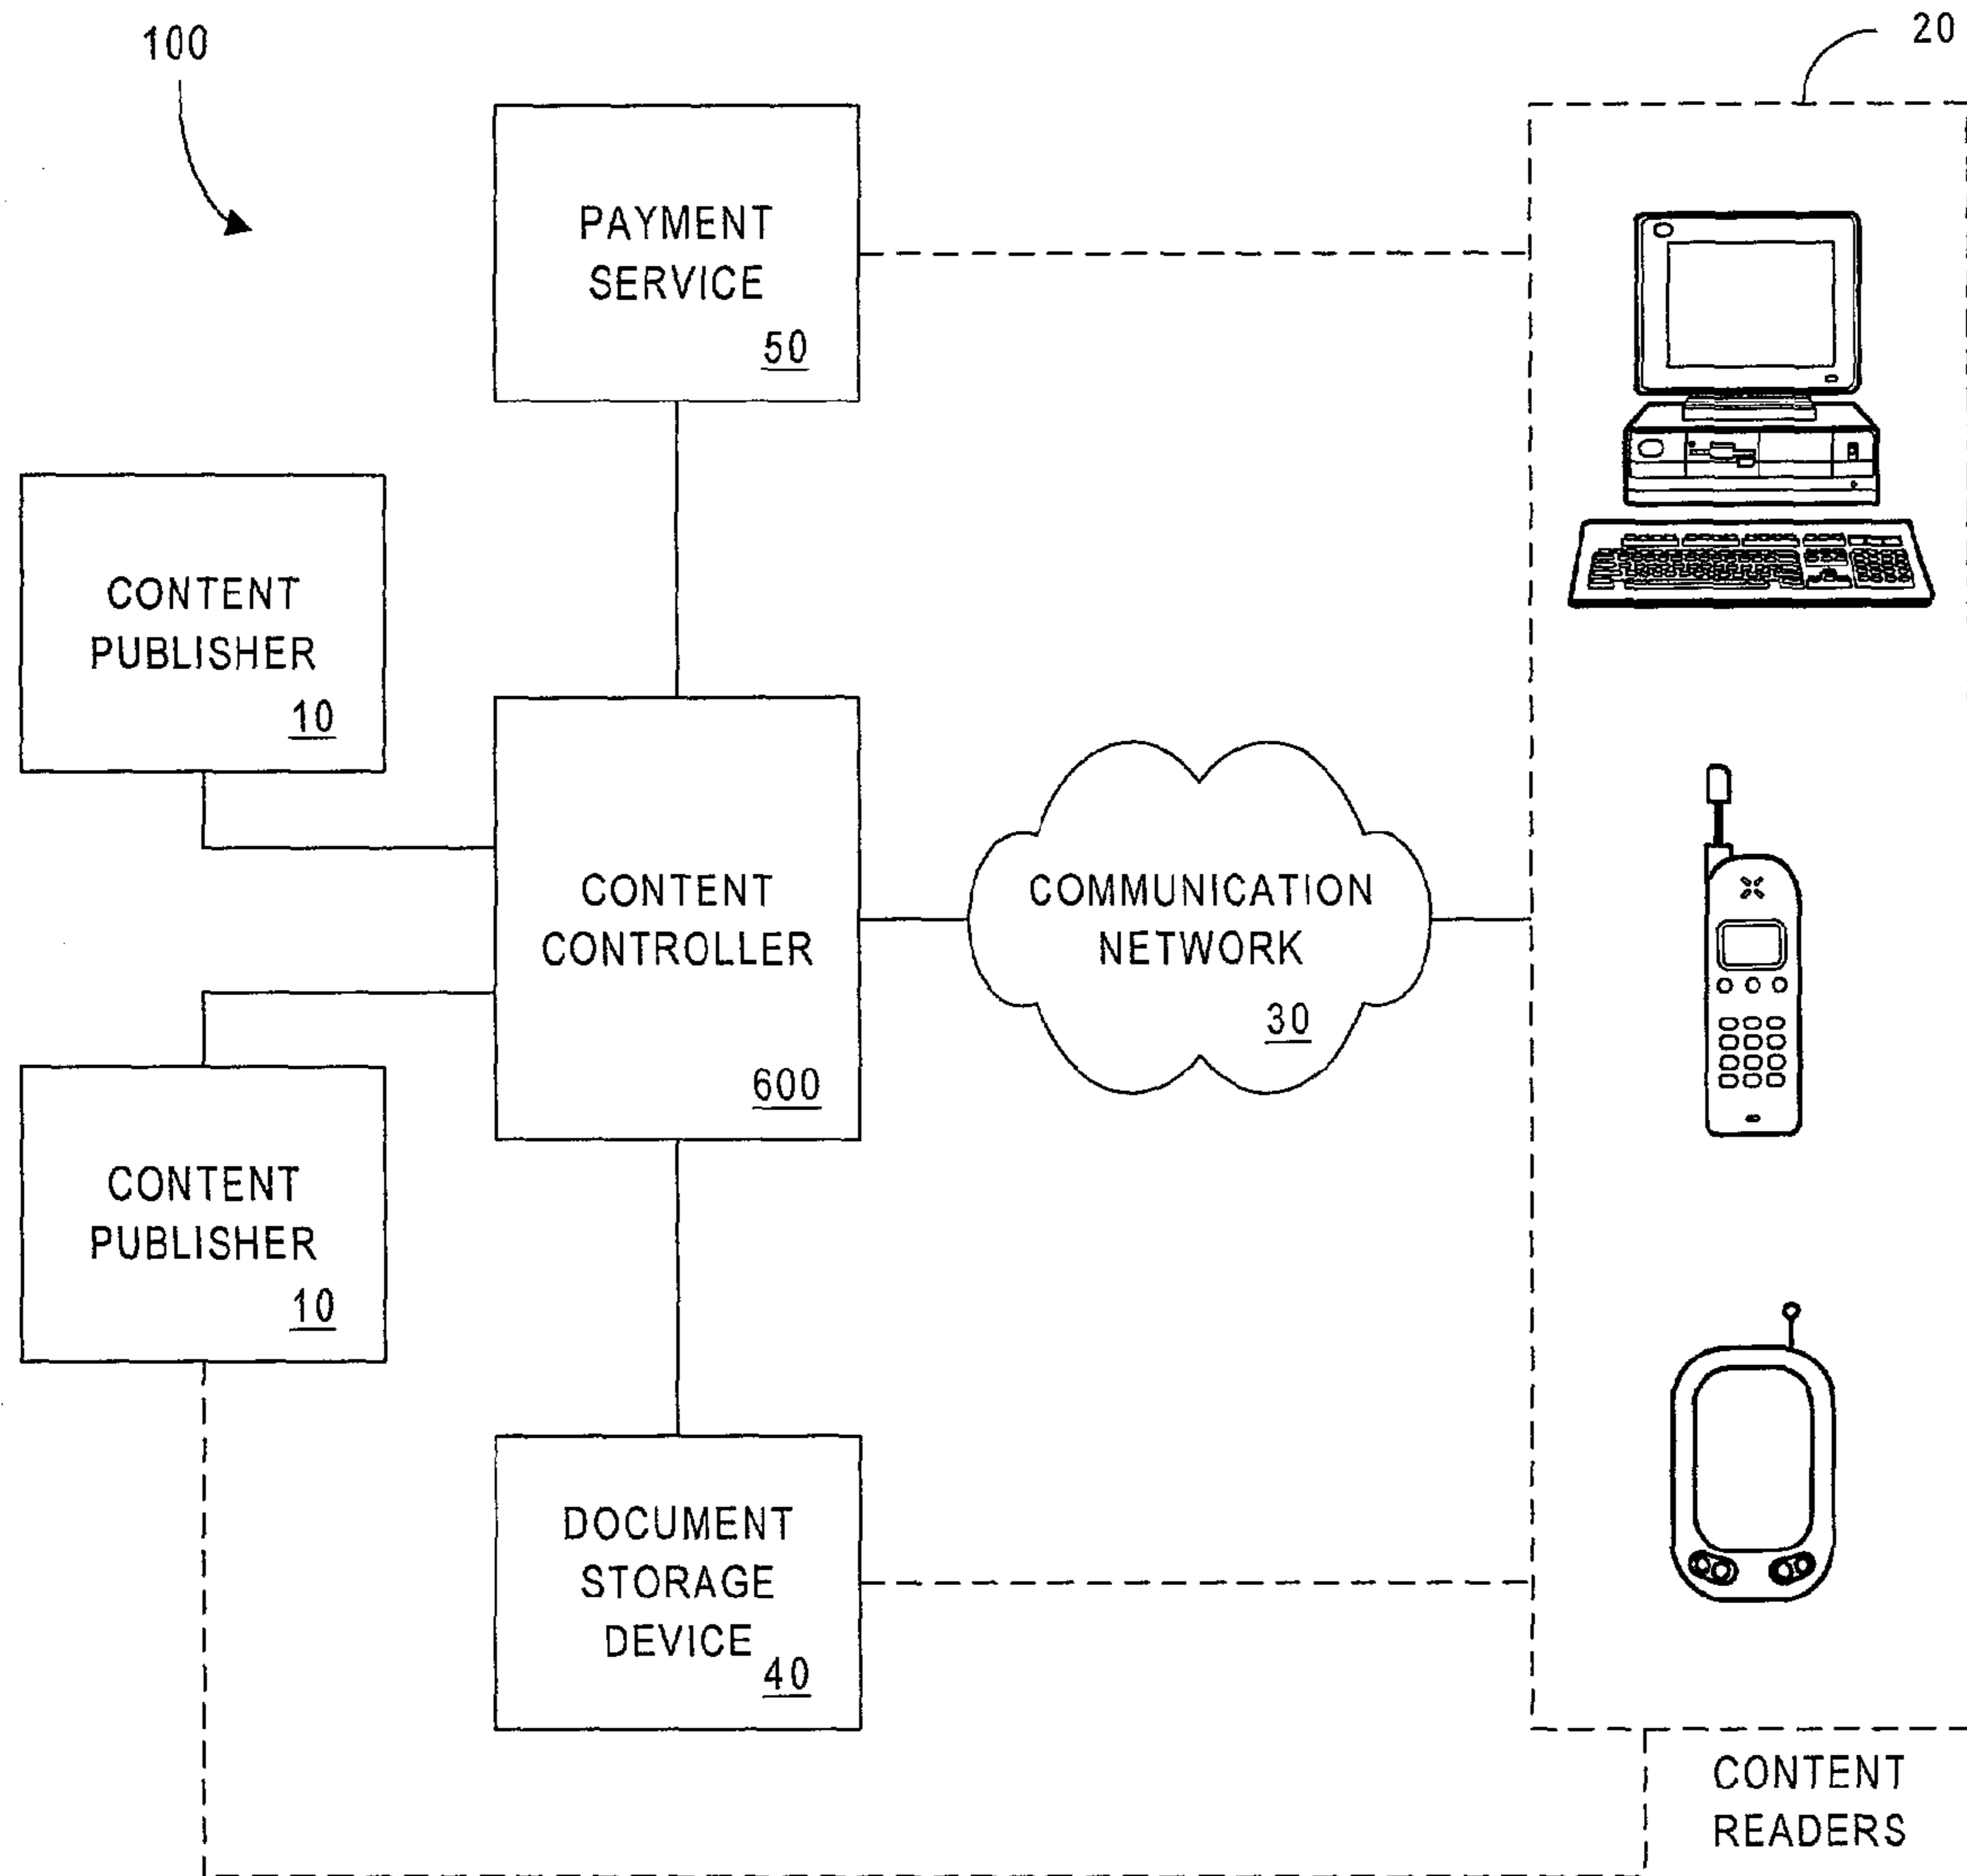 100
20
PAYMENT
SERVICE
50
CONTENT
PUBLISHER
10
CONTENT
CONTROLLER
600
COMMUNICATION
NETWORK
30
CONTENT
PUBLISHER
10
DOCUMENT
STORAGE
DEVICE
40
CONTENT
READERS